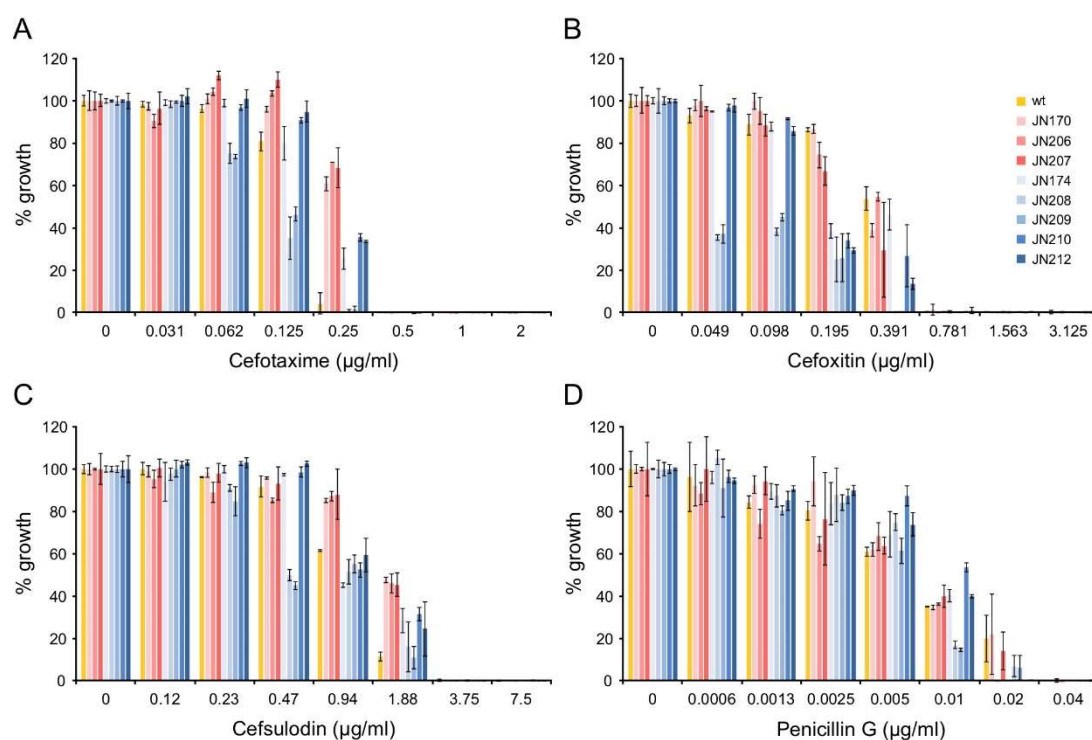 A
120
100
80
60
40
20
0
% growth
0 0.031 0.062 0.125 0.25 0.5 1 2
Cefotaxime (µg/ml)
B
120
100
80
60
40
20
0
% growth
0 0.049 0.098 0.195 0.391 0.781 1.563 3.125
Cefoxitin (µg/ml)
wt
JN170
JN206
JN207
JN174
JN208
JN209
JN210
JN212
C
120
100
80
60
40
20
0
% growth
0 0.12 0.23 0.47 0.94 1.88 3.75 7.5
Cefsulodin (µg/ml)
D
120
100
80
60
40
20
0
% growth
0 0.0006 0.0013 0.0025 0.005 0.01 0.02 0.04
Penicillin G (µg/ml)